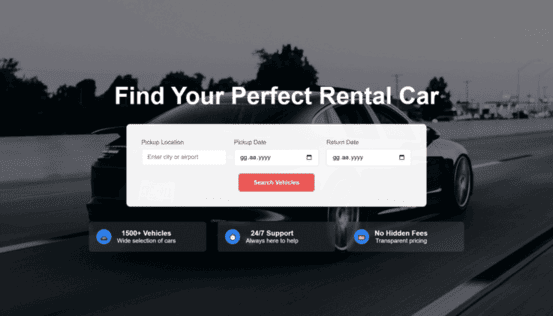 Find Your Perfect Rental Car
Pickup Location
Pickup Date
Return Date
Enter city or airport
gg.aa.yyyy
gg.aa.yyyy
Search Vehicles
1500+ Vehicles
Wide selection of cars
24/7 Support
Always here to help
No Hidden Fees
Transparent pricing